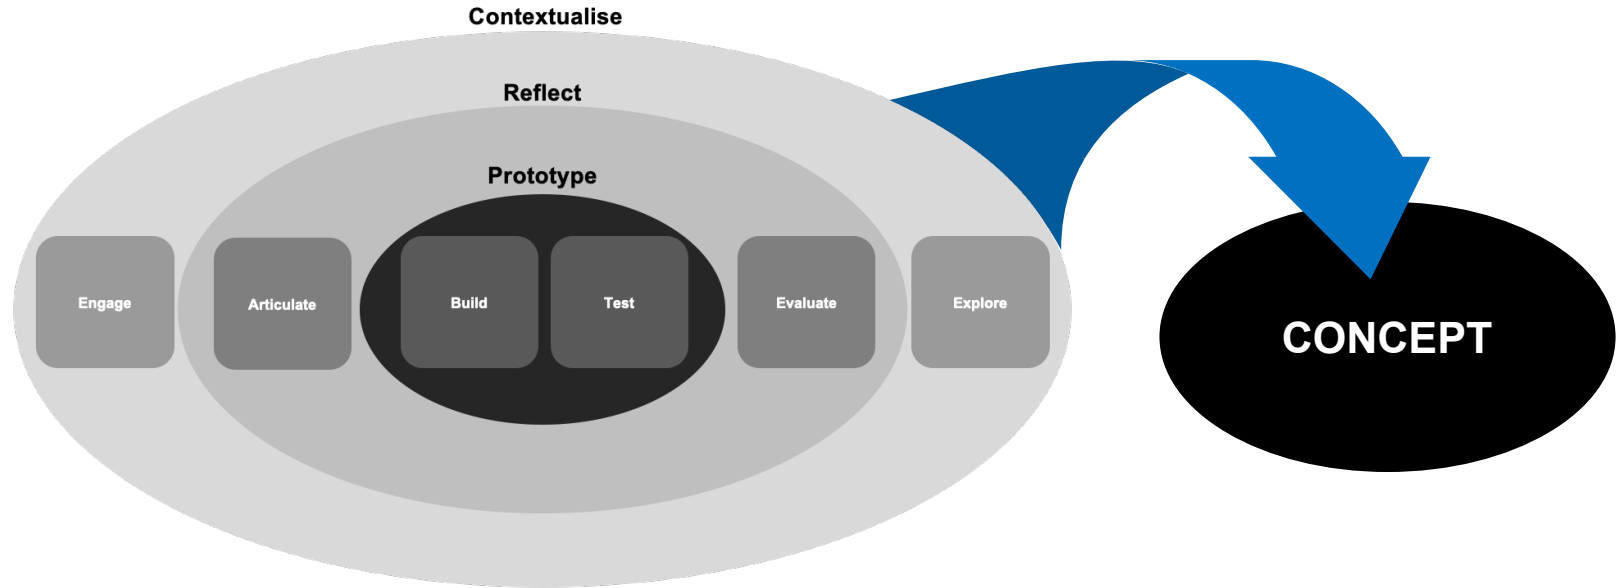 Contextualise
Reflect
Prototype
Engage
Articulate
Build
Test
Evaluate
Explore
CONCEPT